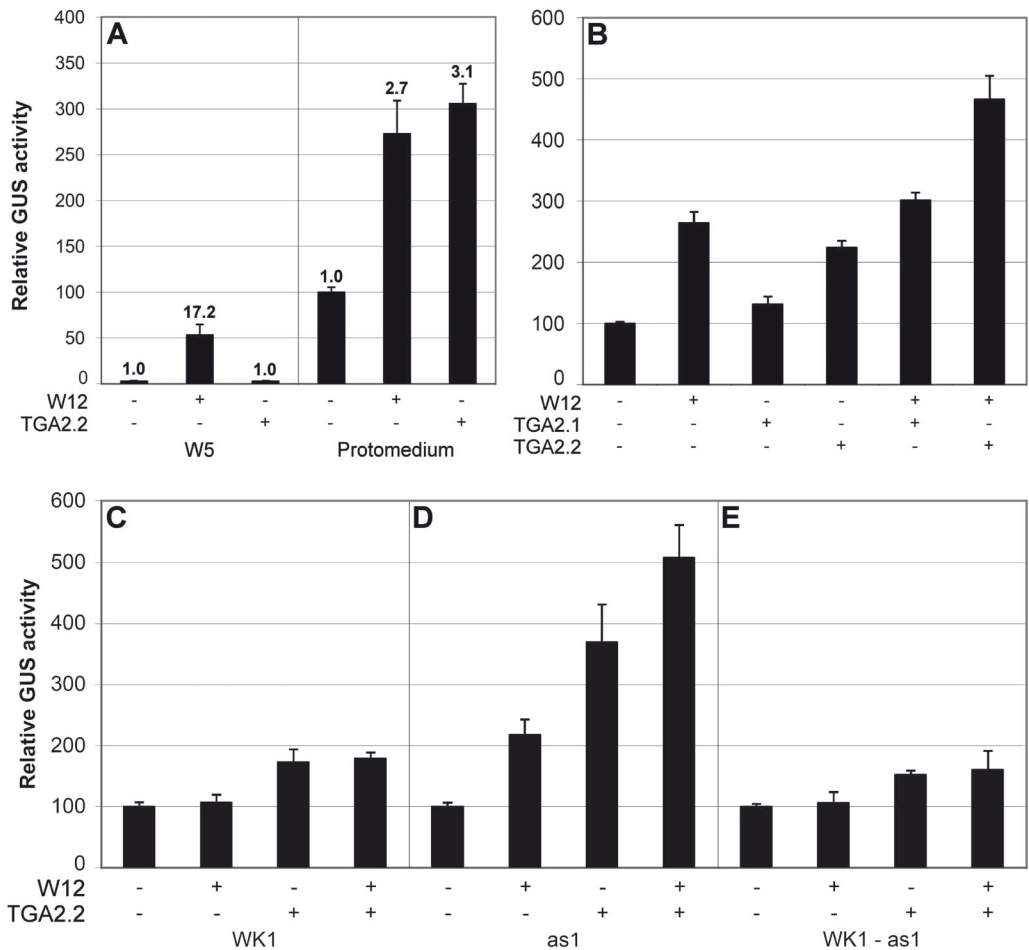 A
B
Relative GUS activity
400
350
300
250
200
150
100
50
0
1.0
17.2
1.0
1.0
2.7
3.1
W12 - + - - + -
TGA2.2 - - + - - +
W5 Protomedium
600
500
400
300
200
100
0
W12 - + - - + +
TGA2.1 - - + - + -
TGA2.2 - - - + - +
C
D
E
Relative GUS activity
600
500
400
300
200
100
0
W12 - + - + - + - + - + - +
TGA2.2 - - + + - - + + - - + +
WK1 as1 WK1 - as1